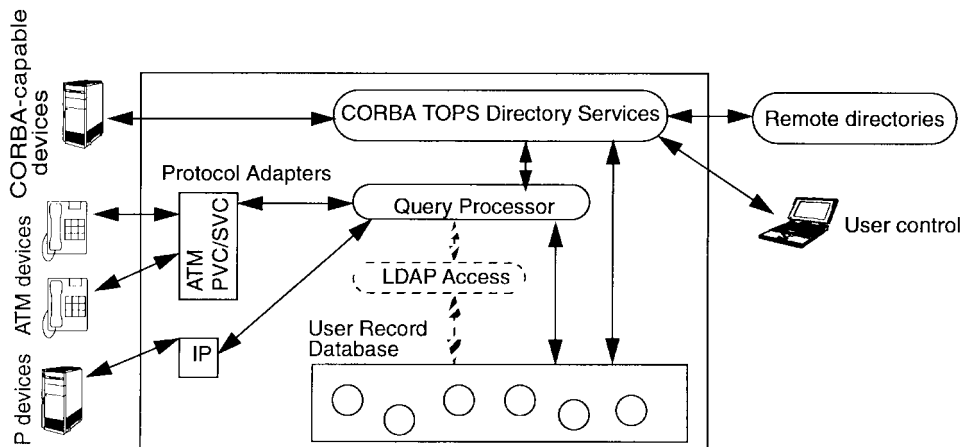 CORBA-capable
devices
CORBA TOPS Directory Services
Remote directories
Protocol Adapters
Query Processor
ATM devices
ATM
PVC/SVC
User control
LDAP Access
User Record
Database
IP
P devices